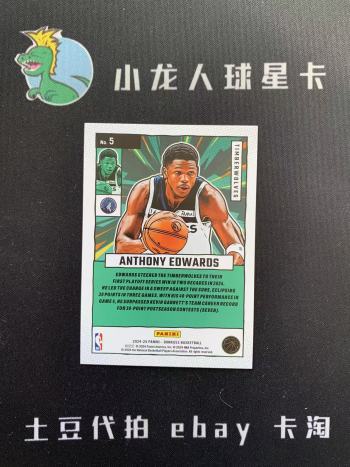 小龙人球星卡
No. 5
TIMBERWOLVES
ANTHONY EDWARDS
EDWARDS STEERED THE TIMBERWOLVES TO THEIR
FIRST PLAYOFF SERIES WIN IN TWO DECADES IN 2024.
HE LED THE CHARGE IN A SWEEP AGAINST THE SUNS, ECLIPSING
30 POINTS IN THREE GAMES. WITH HIS 40-POINT PERFORMANCE IN
GAME 4, HE SURPASSED KEVIN GARNETT'S TEAM CAREER RECORD
FOR 30-POINT POSTSEASON CONTESTS (SEVEN).
PANINI
2024-25 PANINI - DONRUSS BASKETBALL
土豆代拍 ebay 卡淘